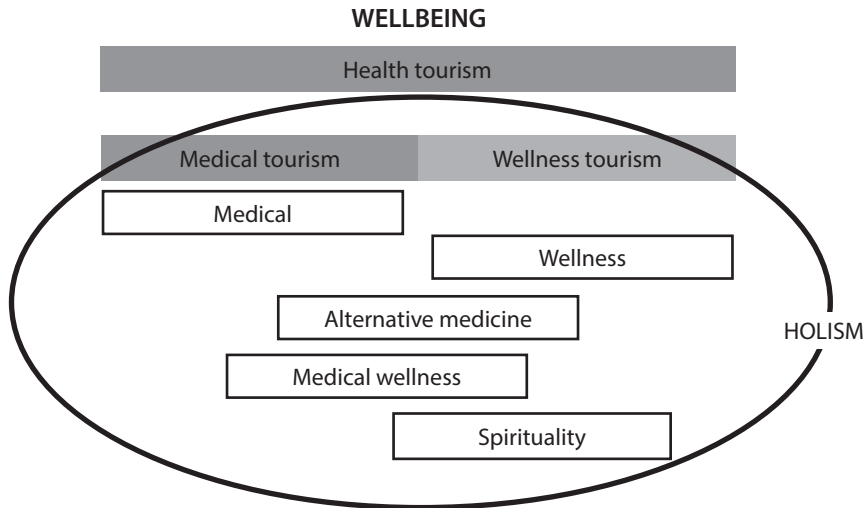 WELLBEING
Health tourism
Medical tourism
Wellness tourism
Medical
Wellness
Alternative medicine
HOLISM
Medical wellness
Spirituality